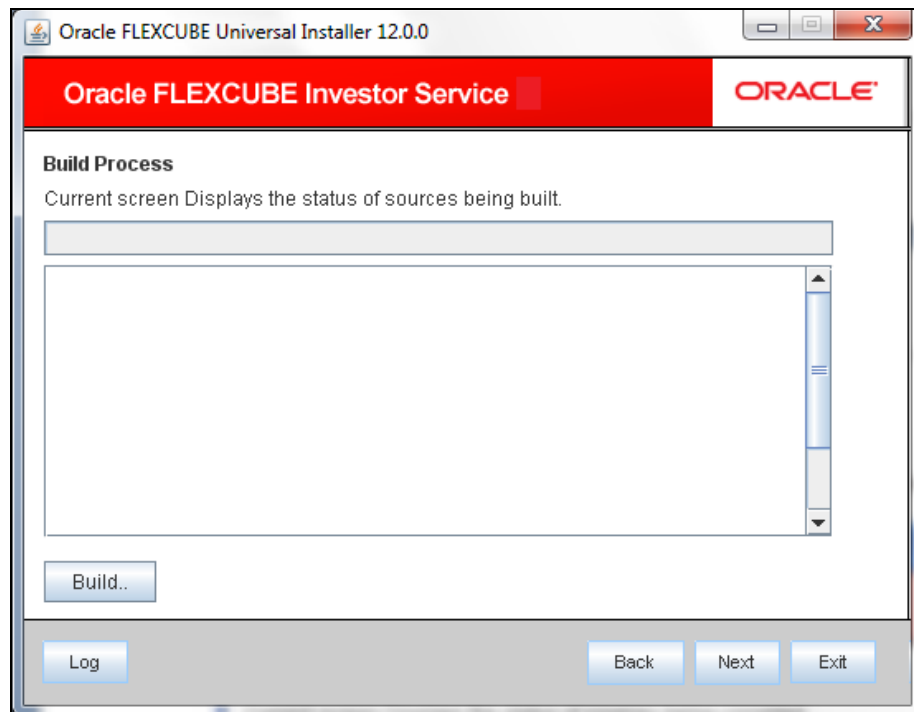 Oracle FLEXCUBE Universal Installer 12.0.0
Oracle FLEXCUBE Investor Service
ORACLE
Build Process
Current screen Displays the status of sources being built.
Build..
Log Back Next Exit